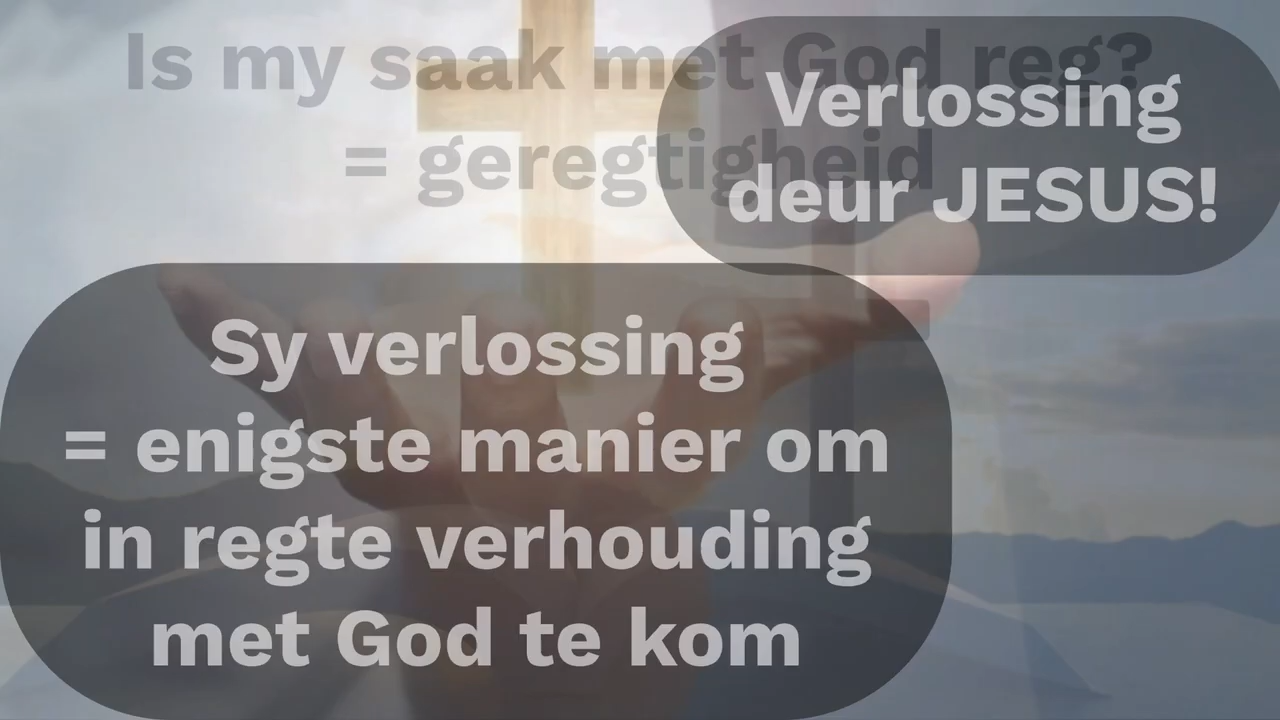 Is my saak met God reg?
= geregtigheid
Verlossing
deur JESUS!
Sy verlossing
= enigste manier om
in regte verhouding
met God te kom